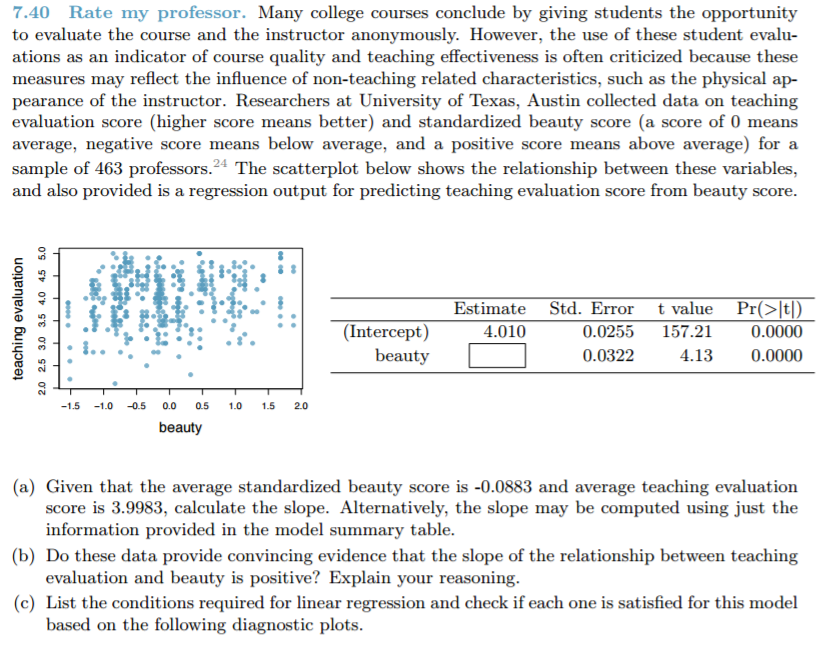 7.40 Rate my professor. Many college courses conclude by giving students the opportunity
to evaluate the course and the instructor anonymously. However, the use of these student evalu-
ations as an indicator of course quality and teaching effectiveness is often criticized because these
measures may reflect the influence of non-teaching related characteristics, such as the physical ap-
pearance of the instructor. Researchers at University of Texas, Austin collected data on teaching
evaluation score (higher score means better) and standardized beauty score (a score of 0 means
average, negative score means below average, and a positive score means above average) for a
sample of 463 professors.24 The scatterplot below shows the relationship between these variables,
and also provided is a regression output for predicting teaching evaluation score from beauty score.
teaching evaluation
5.0
4.5
4.0
3.5
3.0
2.5
2.0
-1.5 -1.0 -0.5 0.0 0.5 1.0 1.5 2.0
beauty
Estimate Std. Error t value Pr(>|t|)
(Intercept) 4.010 0.0255 157.21 0.0000
beauty 0.0322 4.13 0.0000
(a) Given that the average standardized beauty score is -0.0883 and average teaching evaluation
score is 3.9983, calculate the slope. Alternatively, the slope may be computed using just the
information provided in the model summary table.
(b) Do these data provide convincing evidence that the slope of the relationship between teaching
evaluation and beauty is positive? Explain your reasoning.
(c) List the conditions required for linear regression and check if each one is satisfied for this model
based on the following diagnostic plots.